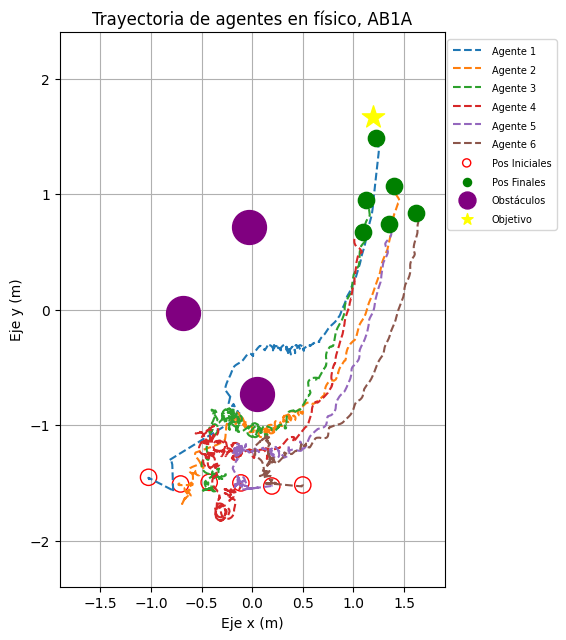 Trayectoria de agentes en físico, AB1A
Agente 1
Agente 2
Agente 3
Agente 4
Agente 5
Agente 6
Pos Iniciales
Pos Finales
Obstáculos
Objetivo
Eje y (m)
2
1
0
−1
−2
−1.5
−1.0
−0.5
0.0
0.5
1.0
1.5
Eje x (m)